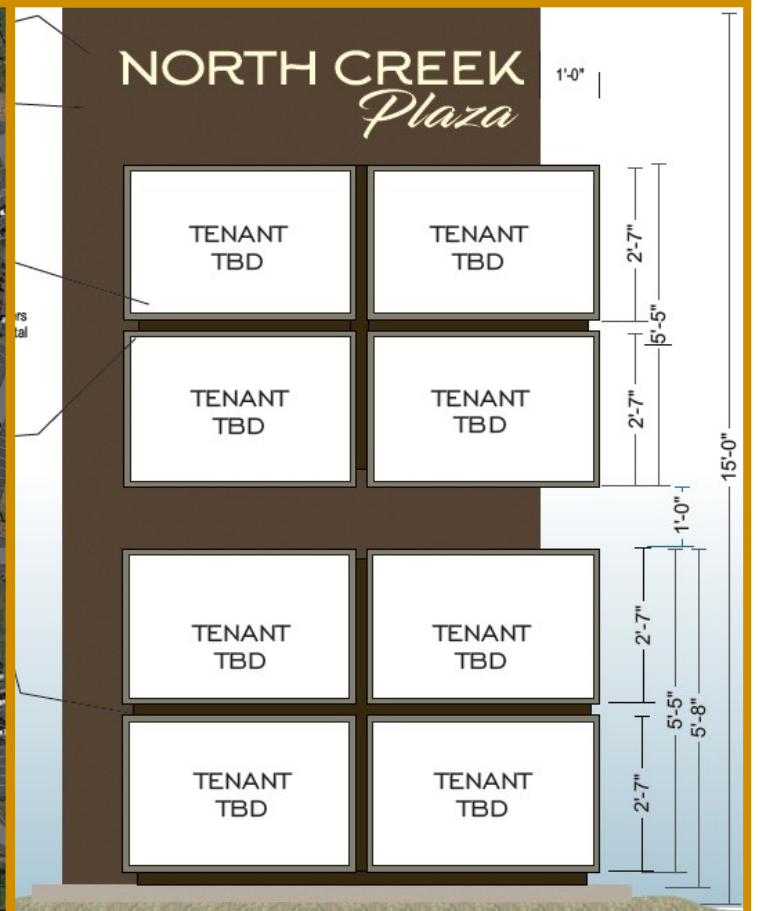 NORTH CREEK
Plaza
1'-0"
TENANT
TBD
TENANT
TBD
2'-7"
5'-5"
ers
tal
TENANT
TBD
TENANT
TBD
2'-7"
15'-0"
1'-0"
TENANT
TBD
TENANT
TBD
2'-7"
5'-5"
5'-8"
TENANT
TBD
TENANT
TBD
2'-7"